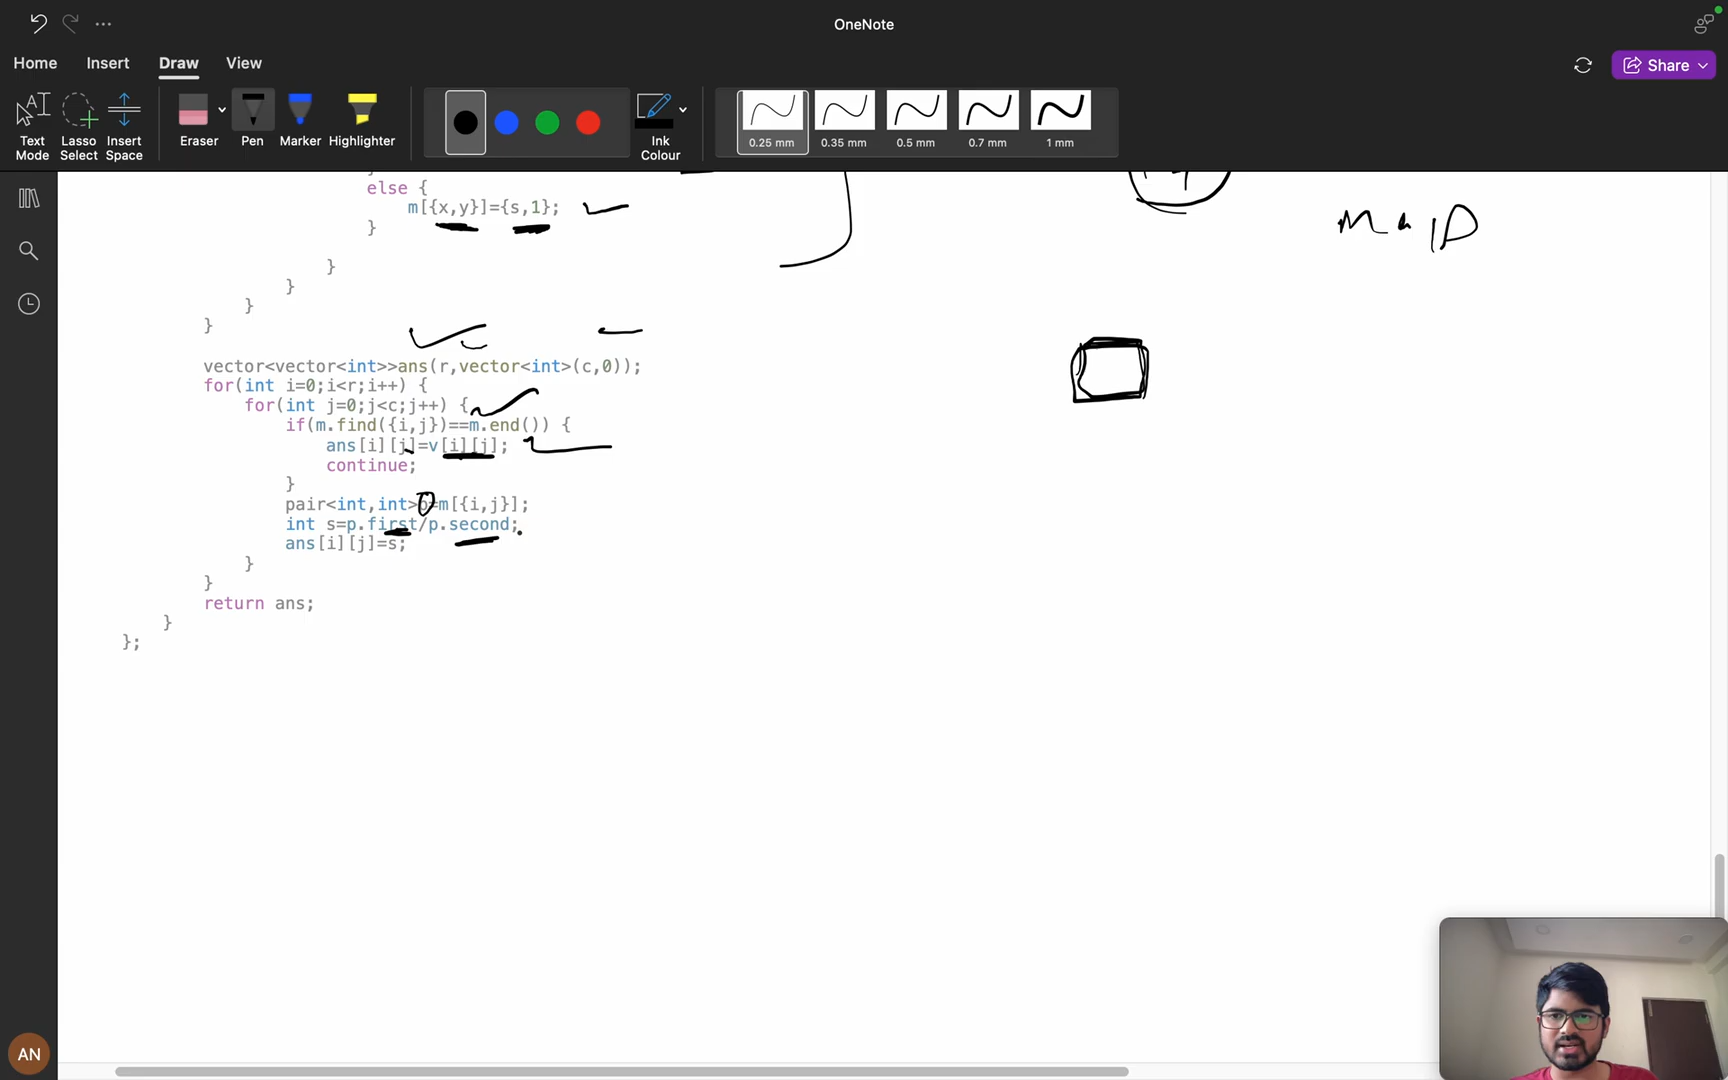 OneNote
Home Insert Draw View
Share
Text Mode
Lasso Select
Insert Space
Eraser
Pen
Marker
Highlighter
Ink Colour
0.25 mm
0.35 mm
0.5 mm
0.7 mm
1 mm
else {
m[{x,y}]={s,1};
}
}
}
}
}
vector<vector<int>>ans(r,vector<int>(c,0));
for(int i=0;i<r;i++) {
for(int j=0;j<c;j++) {
if(m.find({i,j})==m.end()) {
ans[i][j]=v[i][j];
continue;
}
pair<int,int>p=m[{i,j}];
int s=p.first/p.second;
ans[i][j]=s;
}
}
return ans;
}
};
AN